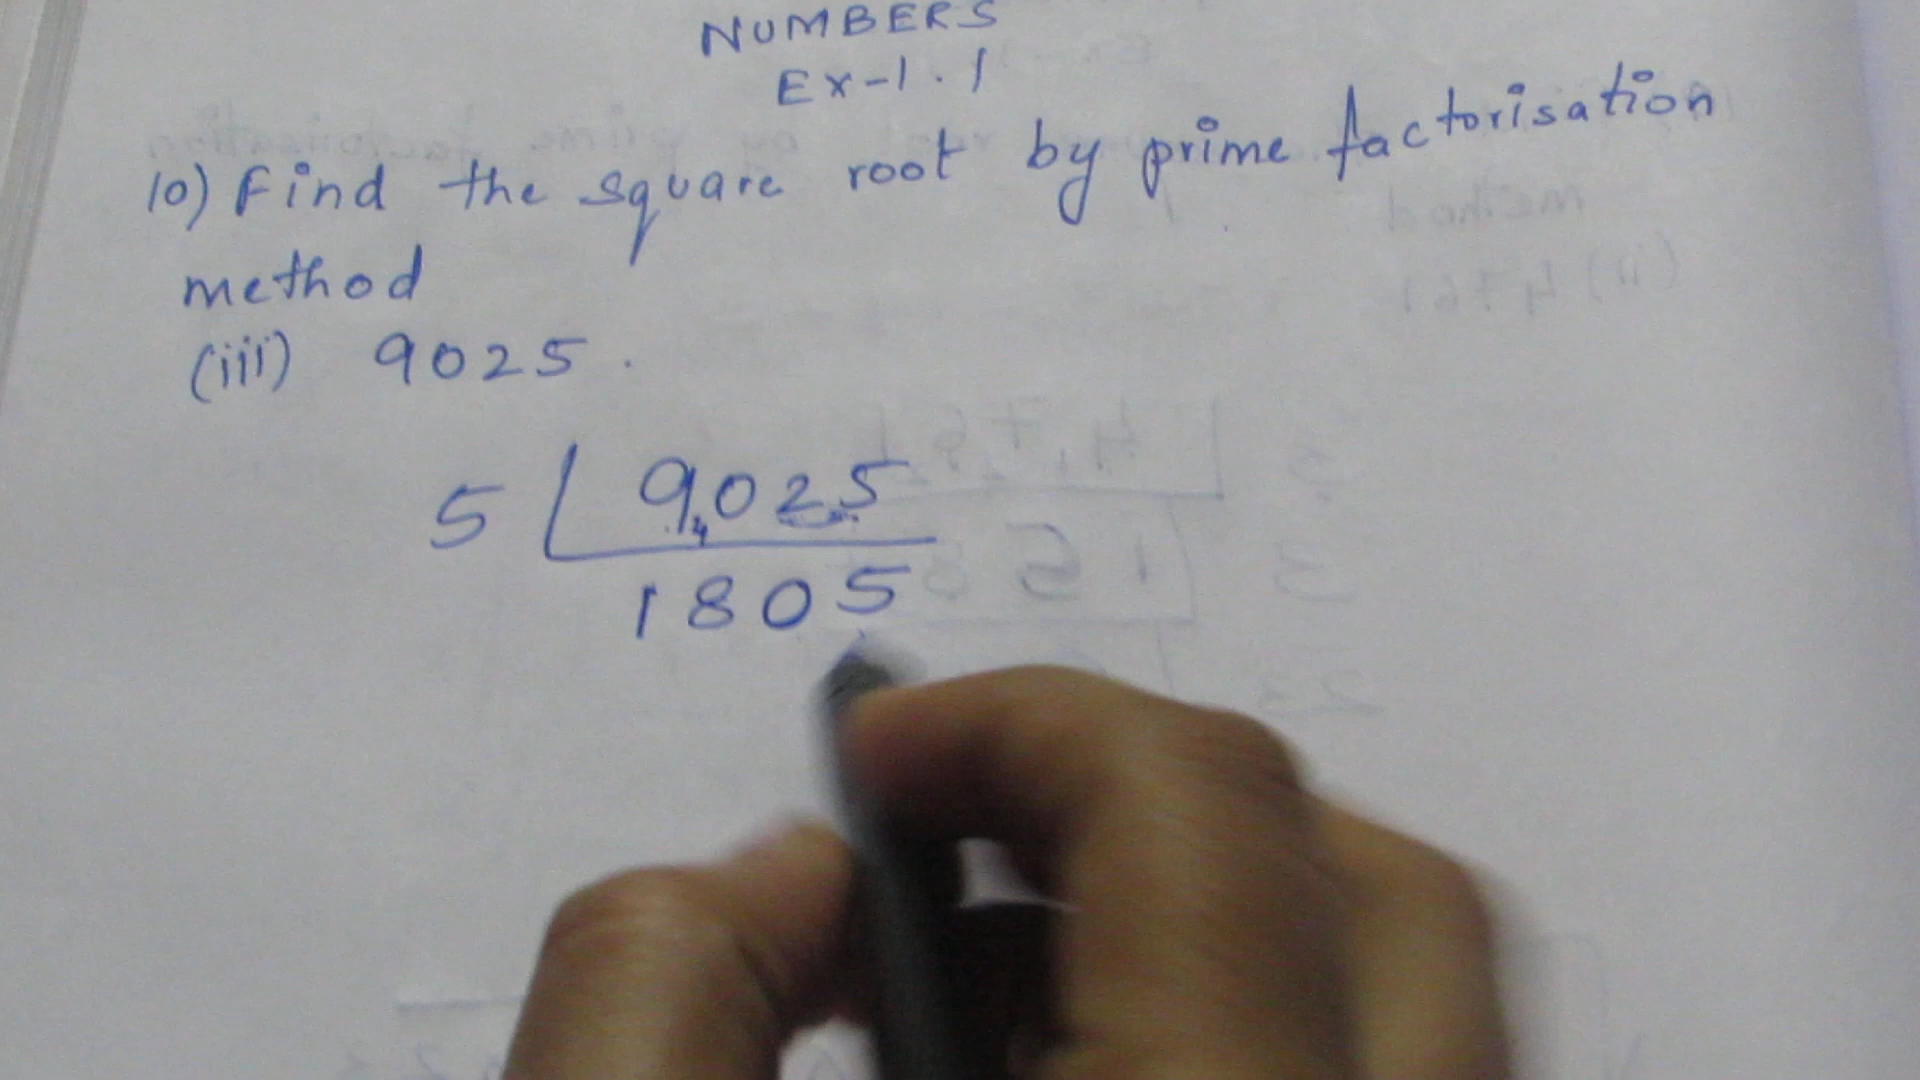 NUMBERS
Ex-1.1
10) Find the square root by prime factorisation
method
(iii) 9025.
5 9025
1805